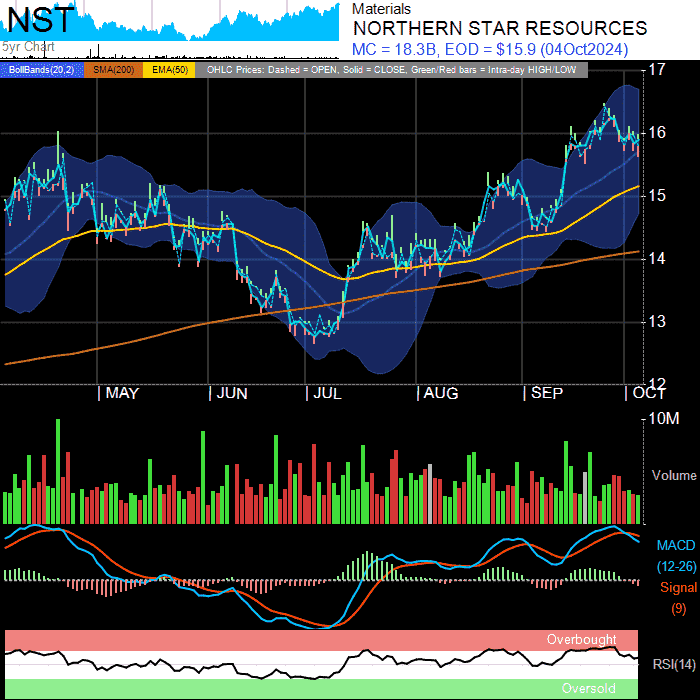 NST
5yr Chart
Materials
NORTHERN STAR RESOURCES
MC = 18.3B, EOD = $15.9 (04Oct2024)
BollBands(20,2) SMA(200) EMA(50) OHLC Prices: Dashed = OPEN, Solid = CLOSE, Green/Red bars = Intra-day HIGH/LOW
17
16
15
14
13
12
MAY JUN JUL AUG SEP OCT
10M
Volume
MACD
(12-26)
Signal
(9)
Overbought
RSI(14)
Oversold